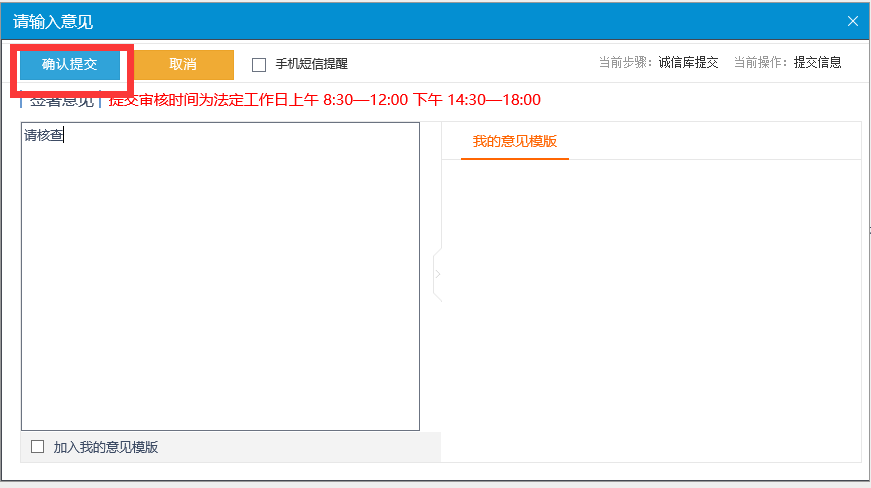 请输入意见
确认提交 取消 手机短信提醒 当前步骤：诚信库提交 当前操作：提交信息
签署意见 提交审核时间为法定工作日上午 8:30—12:00 下午 14:30—18:00
请核查
我的意见模版
加入我的意见模版